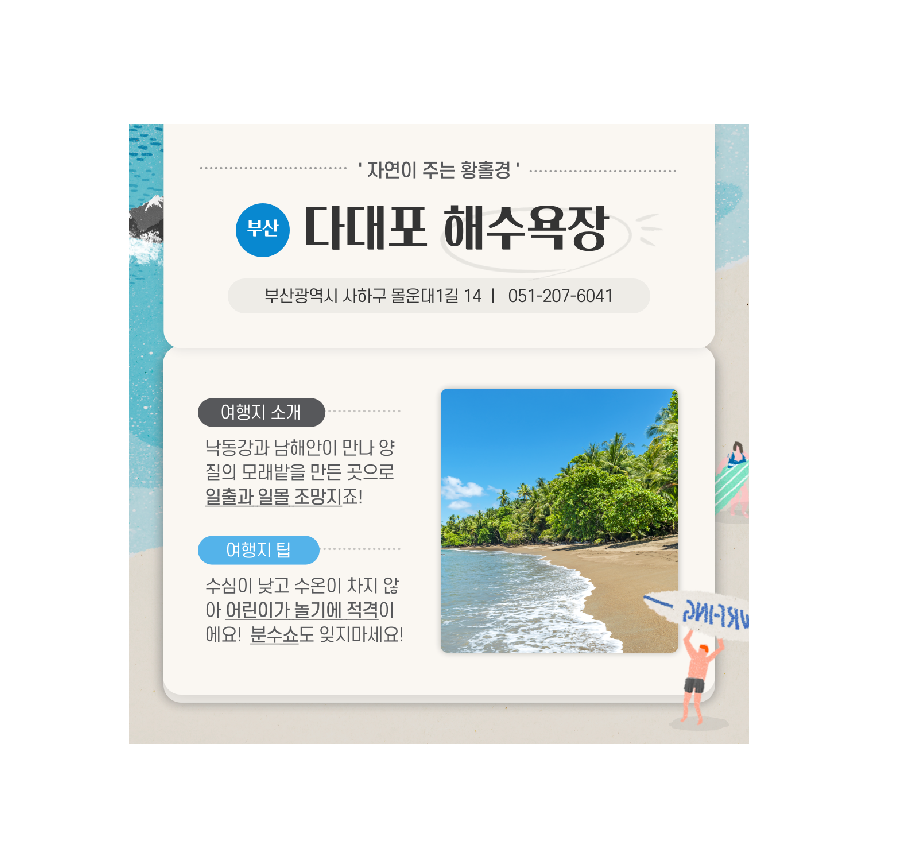 ' 자연이 주는 황홀경 '
부산 다대포 해수욕장
부산광역시 사하구 몰운대1길 14 | 051-207-6041
여행지 소개
낙동강과 남해안이 만나 양
질의 모래밭을 만든 곳으로
일출과 일몰 조망지죠!
여행지 팁
수심이 낮고 수온이 차지 않
아 어린이가 놀기에 적격이
에요! 분수쇼도 잊지마세요!